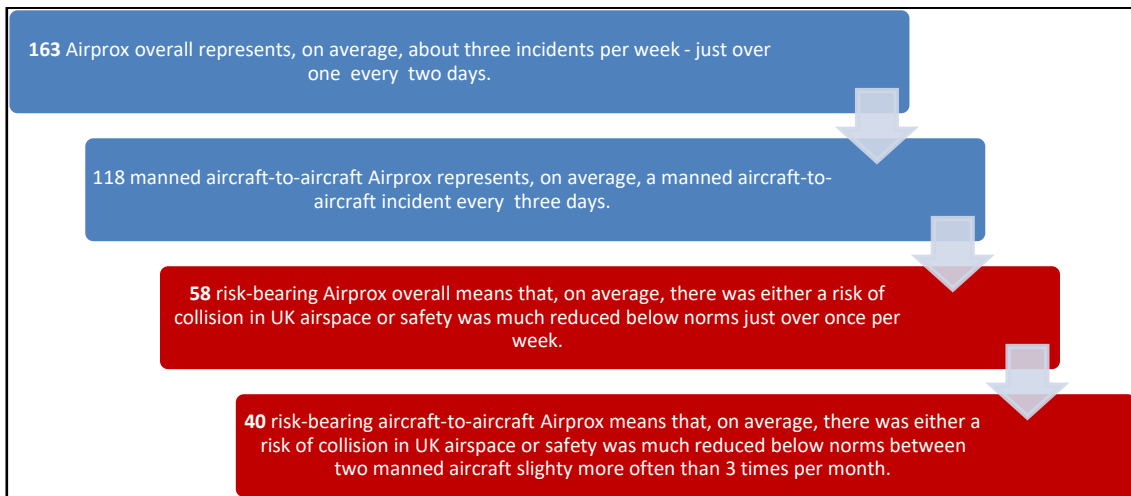 163 Airprox overall represents, on average, about three incidents per week - just over
one every two days.
118 manned aircraft-to-aircraft Airprox represents, on average, a manned aircraft-to-
aircraft incident every three days.
58 risk-bearing Airprox overall means that, on average, there was either a risk of
collision in UK airspace or safety was much reduced below norms just over once per
week.
40 risk-bearing aircraft-to-aircraft Airprox means that, on average, there was either a
risk of collision in UK airspace or safety was much reduced below norms between
two manned aircraft slighty more often than 3 times per month.